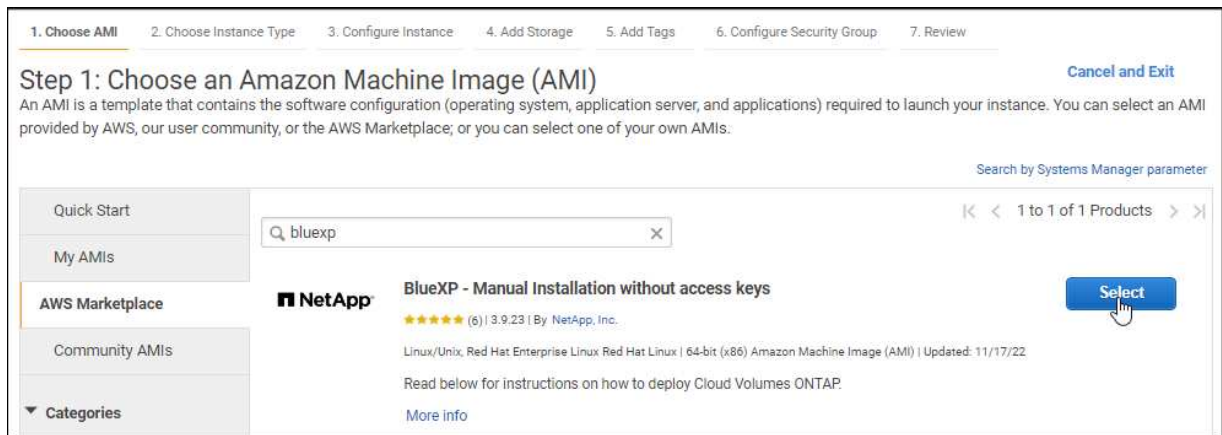 1. Choose AMI 2. Choose Instance Type 3. Configure Instance 4. Add Storage 5. Add Tags 6. Configure Security Group 7. Review
Step 1: Choose an Amazon Machine Image (AMI)
Cancel and Exit
An AMI is a template that contains the software configuration (operating system, application server, and applications) required to launch your instance. You can select an AMI
provided by AWS, our user community, or the AWS Marketplace; or you can select one of your own AMIs.
Search by Systems Manager parameter
Quick Start
My AMIs
AWS Marketplace
Community AMIs
Categories
bluexp
1 to 1 of 1 Products
NetApp
BlueXP - Manual Installation without access keys
(6) | 3.9.23 | By NetApp, Inc.
Linux/Unix, Red Hat Enterprise Linux Red Hat Linux | 64-bit (x86) Amazon Machine Image (AMI) | Updated: 11/17/22
Read below for instructions on how to deploy Cloud Volumes ONTAP.
More info
Select